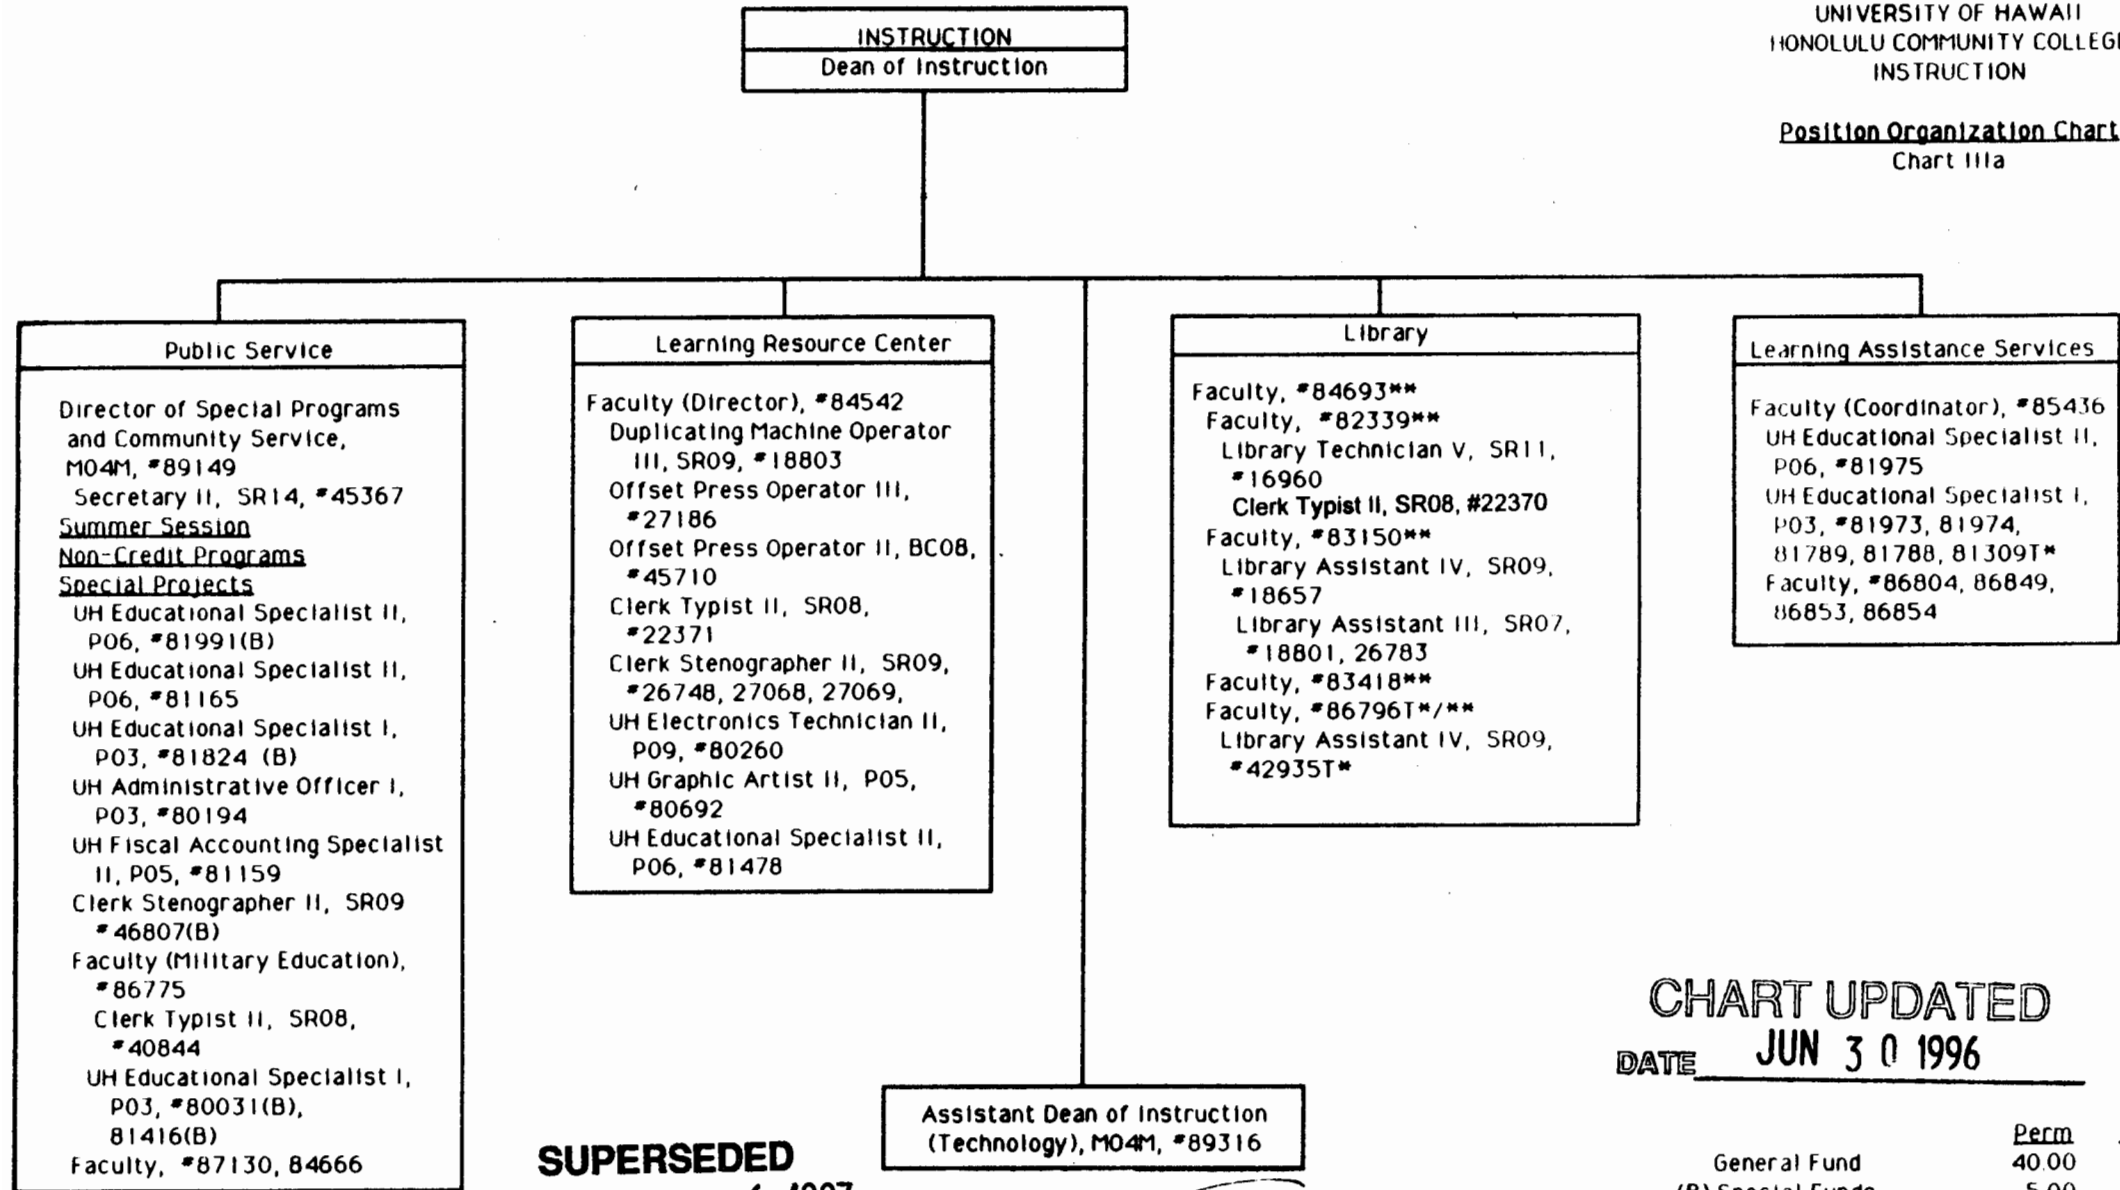 INSTRUCTION
Dean of Instruction
UNIVERSITY OF HAWAII
HONOLULU COMMUNITY COLLEGE
INSTRUCTION
Position Organization Chart
Chart IIIa
Public Service
Director of Special Programs
and Community Service,
M04M, #89149
Secretary II, SR14, #45367
Summer Session
Non-Credit Programs
Special Projects
UH Educational Specialist II,
P06, #81991(B)
UH Educational Specialist II,
P06, #81165
UH Educational Specialist I,
P03, #81824 (B)
UH Administrative Officer I,
P03, #80194
UH Fiscal Accounting Specialist
II, P05, #81159
Clerk Stenographer II, SR09
#46807(B)
Faculty (Military Education),
#86775
Clerk Typist II, SR08,
#40844
UH Educational Specialist I,
P03, #80031(B),
81416(B)
Faculty, #87130, 84666
Learning Resource Center
Faculty (Director), #84542
Duplicating Machine Operator
III, SR09, #18803
Offset Press Operator III,
#27186
Offset Press Operator II, BC08,
#45710
Clerk Typist II, SR08,
#22371
Clerk Stenographer II, SR09,
#26748, 27068, 27069,
UH Electronics Technician II,
P09, #80260
UH Graphic Artist II, P05,
#80692
UH Educational Specialist II,
P06, #81478
Library
Faculty, #84693**
Faculty, #82339**
Library Technician V, SR11,
#16960
Clerk Typist II, SR08, #22370
Faculty, #83150**
Library Assistant IV, SR09,
#18657
Library Assistant III, SR07,
#18801, 26783
Faculty, #83418**
Faculty, #86796T*/**
Library Assistant IV, SR09,
#42935T*
Learning Assistance Services
Faculty (Coordinator), #85436
UH Educational Specialist II,
P06, #81975
UH Educational Specialist I,
P03, #81973, 81974,
81789, 81788, 81309T*
Faculty, #86804, 86849,
86853, 86854
Assistant Dean of Instruction
(Technology), M04M, #89316
SUPERSEDED
1997
CHART UPDATED
DATE JUN 30 1996
Perm
General Fund 40.00
(B) Special Funds 5.00